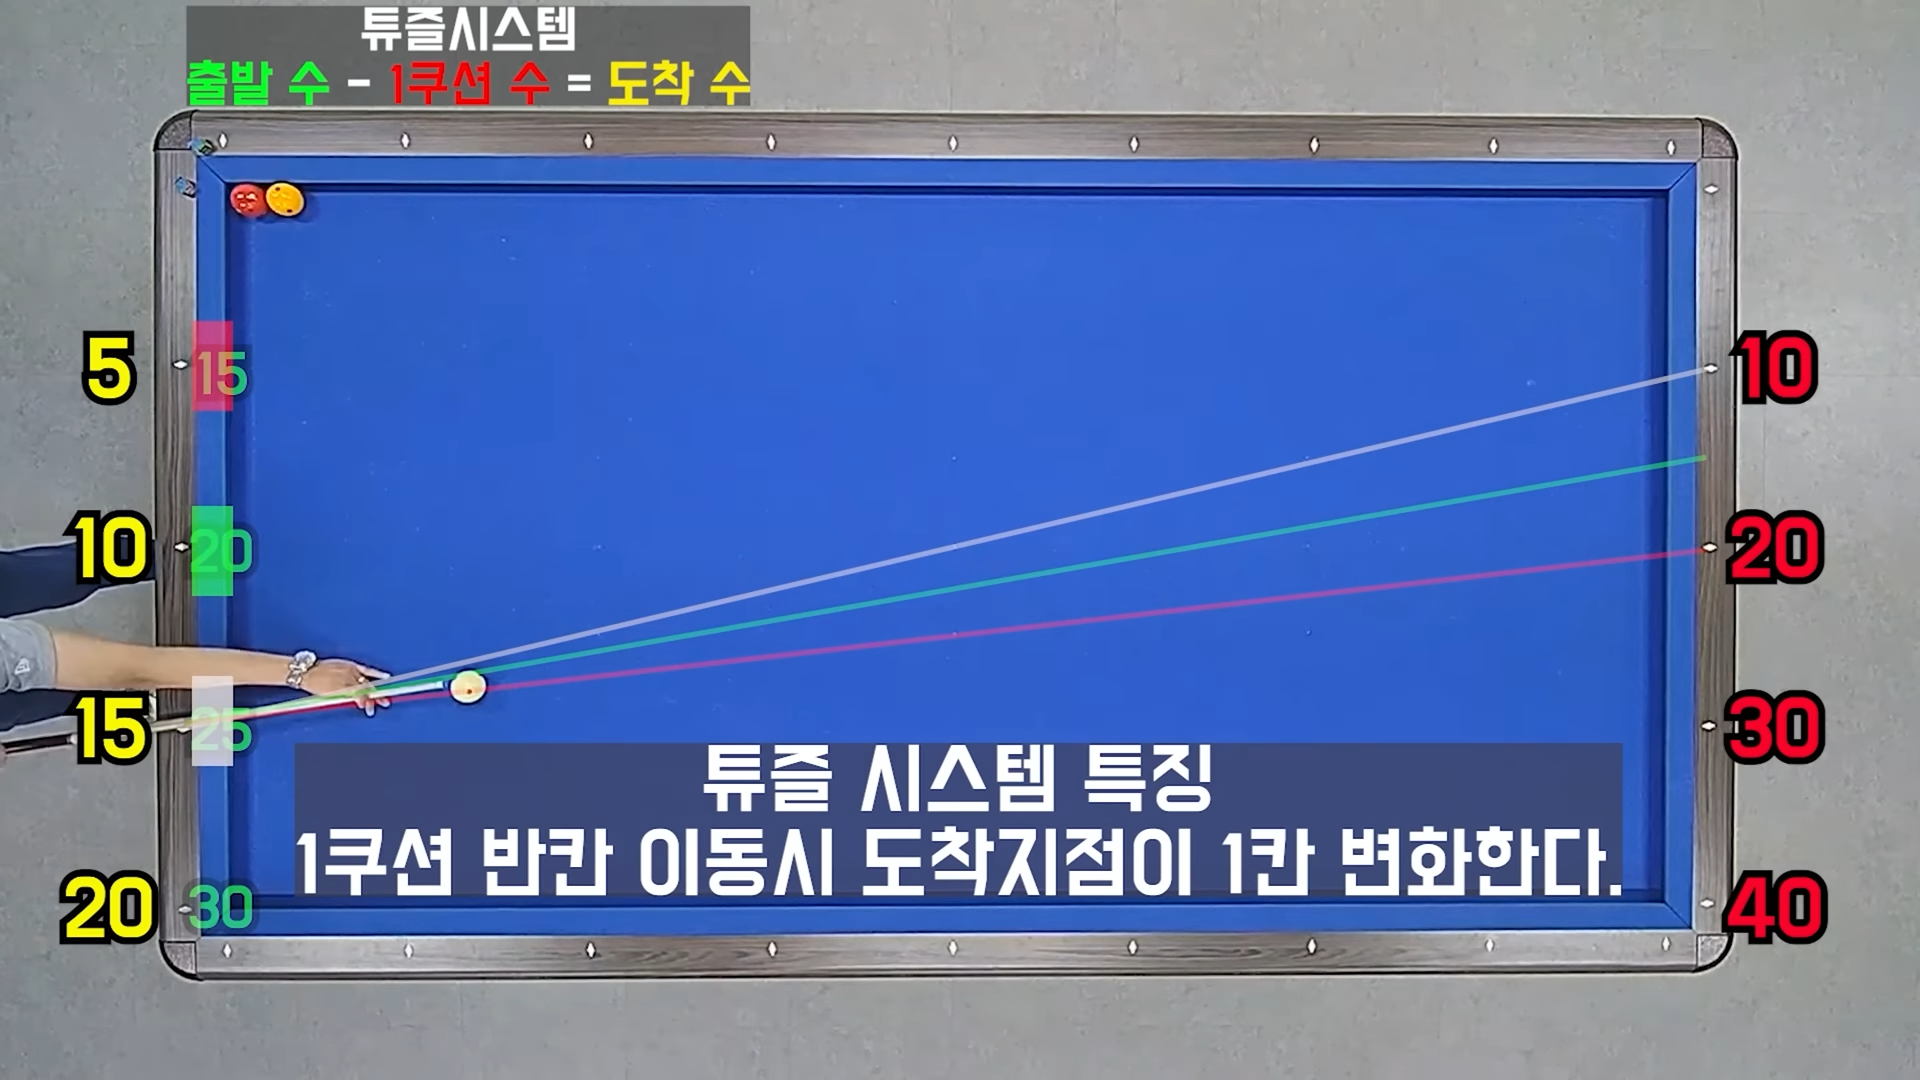 튜즐시스템
출발 수 - 1쿠션 수 = 도착 수
5 15 10
10 20 20
15 25 30
20 30 40
튜즐 시스템 특징
1쿠션 반칸 이동시 도착지점이 1칸 변화한다.